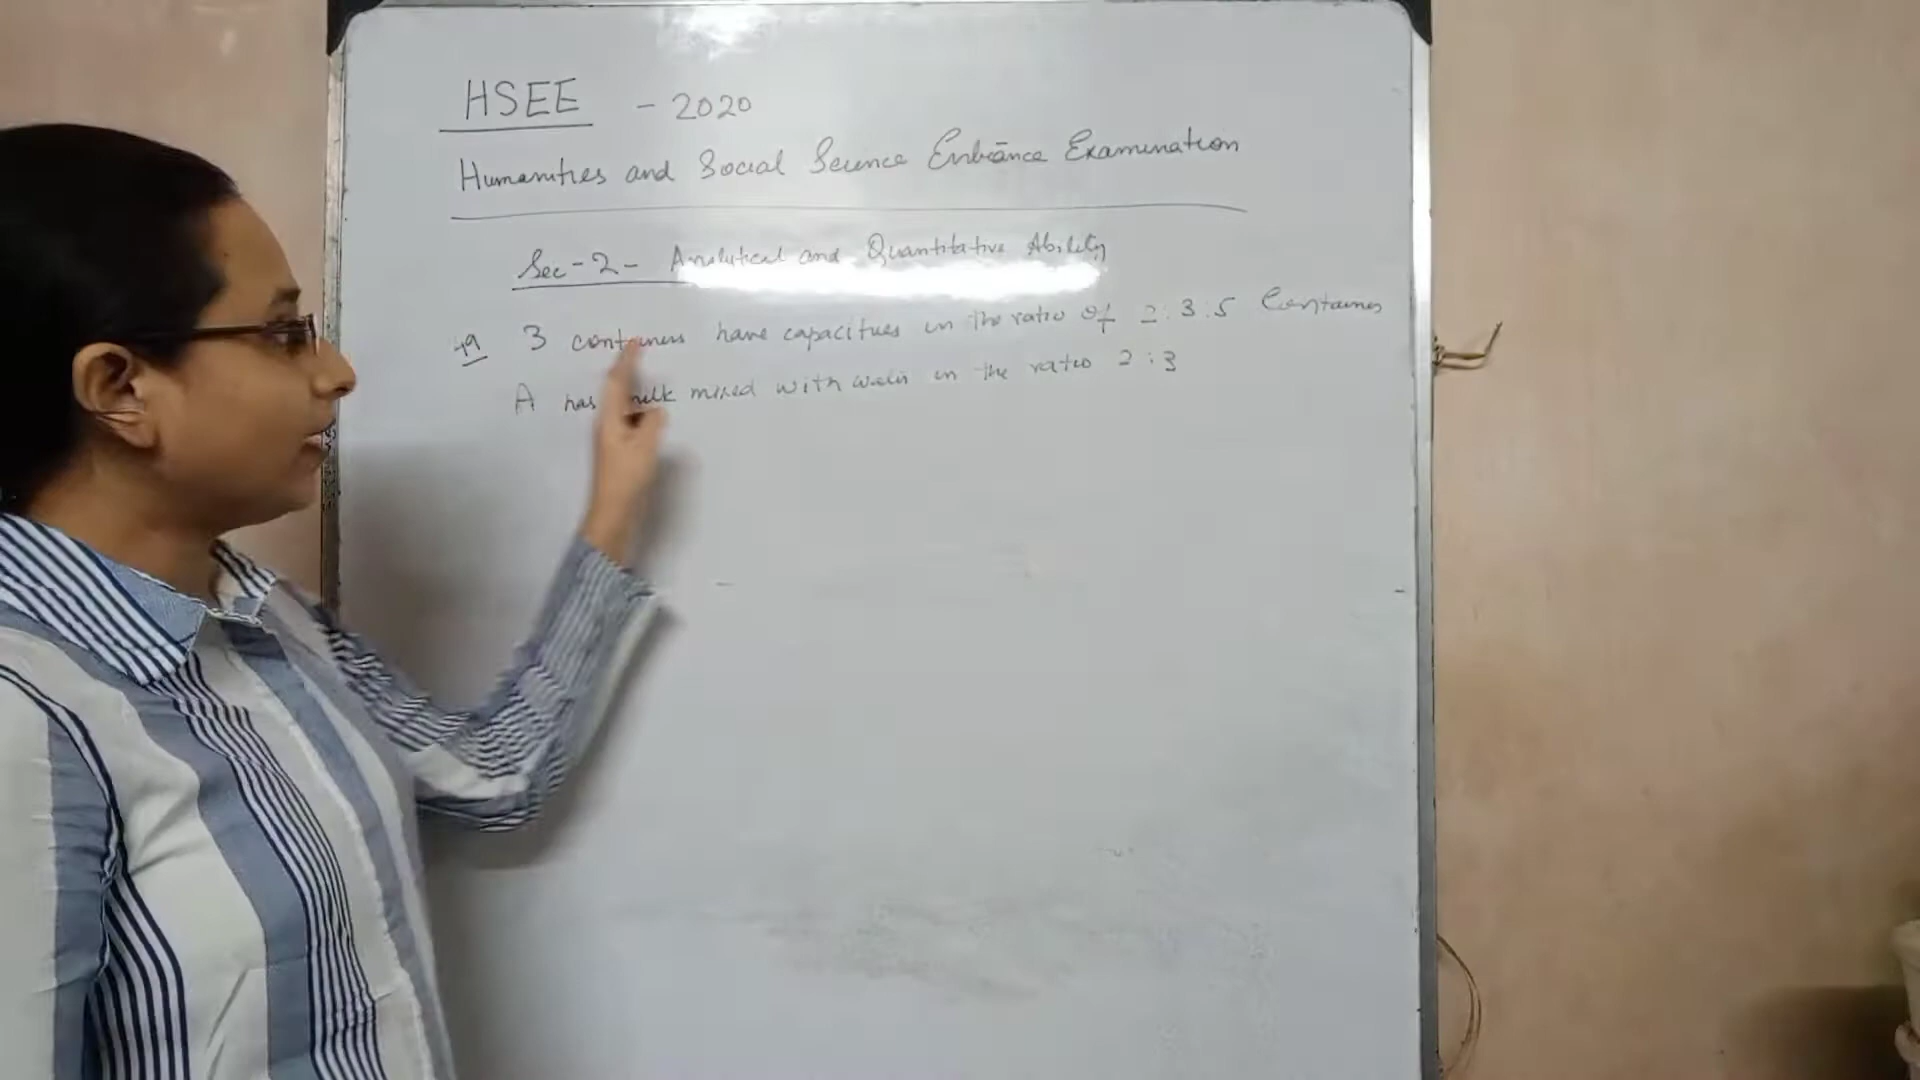 HSEE - 2020
Humanities and Social Science Entrance Examination
Sec-2- Analytical and Quantitative Ability
49 3 containers have capacities in the ratio of 2:3:5 Container
A has milk mixed with water in the ratio 2:3